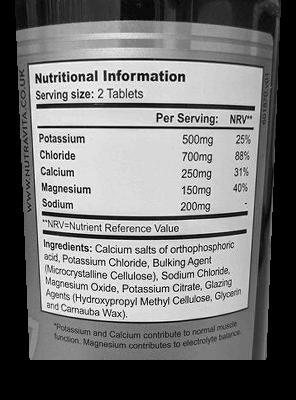 Nutritional Information
Serving size: 2 Tablets
Per Serving: NRV**
Potassium 500mg 25%
Chloride 700mg 88%
Calcium 250mg 31%
Magnesium 150mg 40%
Sodium 200mg -
**NRV=Nutrient Reference Value
Ingredients: Calcium salts of orthophosphoric
acid, Potassium Chloride, Bulking Agent
(Microcrystalline Cellulose), Sodium Chloride,
Magnesium Oxide, Potassium Citrate, Glazing
Agents (Hydroxypropyl Methyl Cellulose, Glycerin
and Carnauba Wax).
*Potassium and Calcium contribute to normal muscle
function. Magnesium contributes to electrolyte balance.
WWW.NUTRAVITA.CO.UK